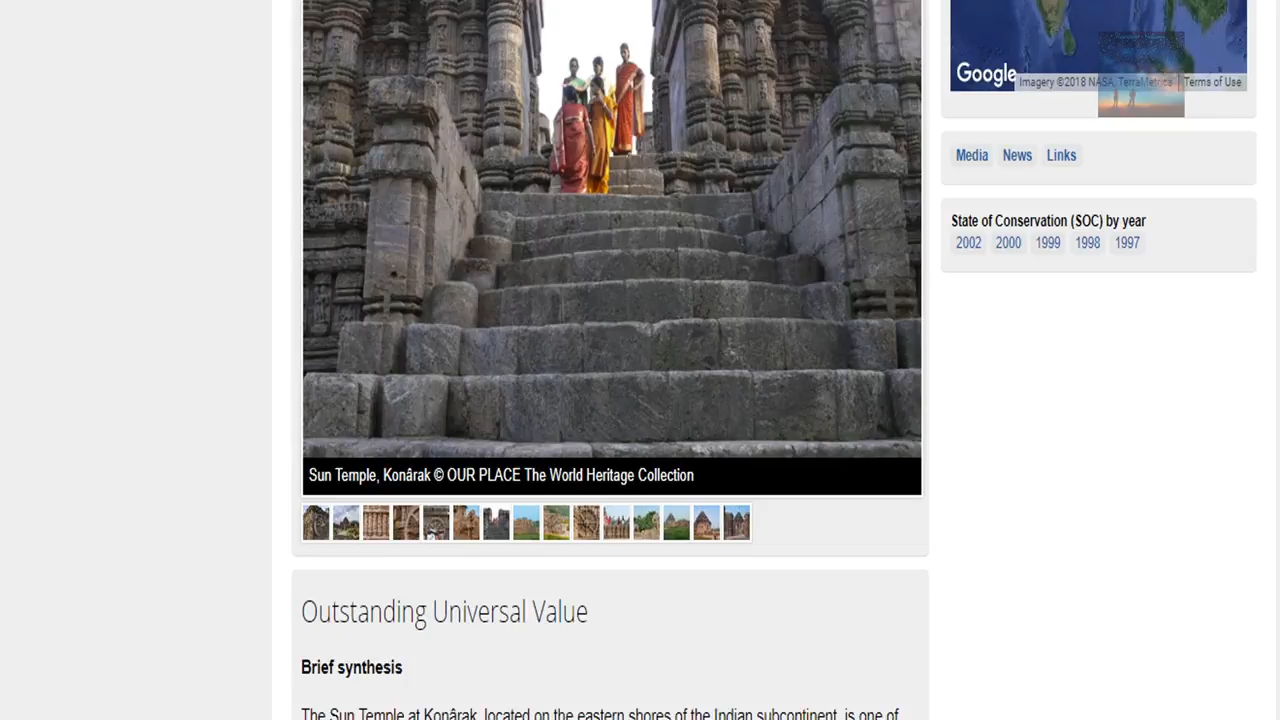 Google
Imagery ©2018 NASA, TerraMetrics Terms of Use
Media News Links
State of Conservation (SOC) by year
2002 2000 1999 1998 1997
Sun Temple, Konârak © OUR PLACE The World Heritage Collection
Outstanding Universal Value
Brief synthesis
The Sun Temple at Konârak, located on the eastern shores of the Indian subcontinent, is one of